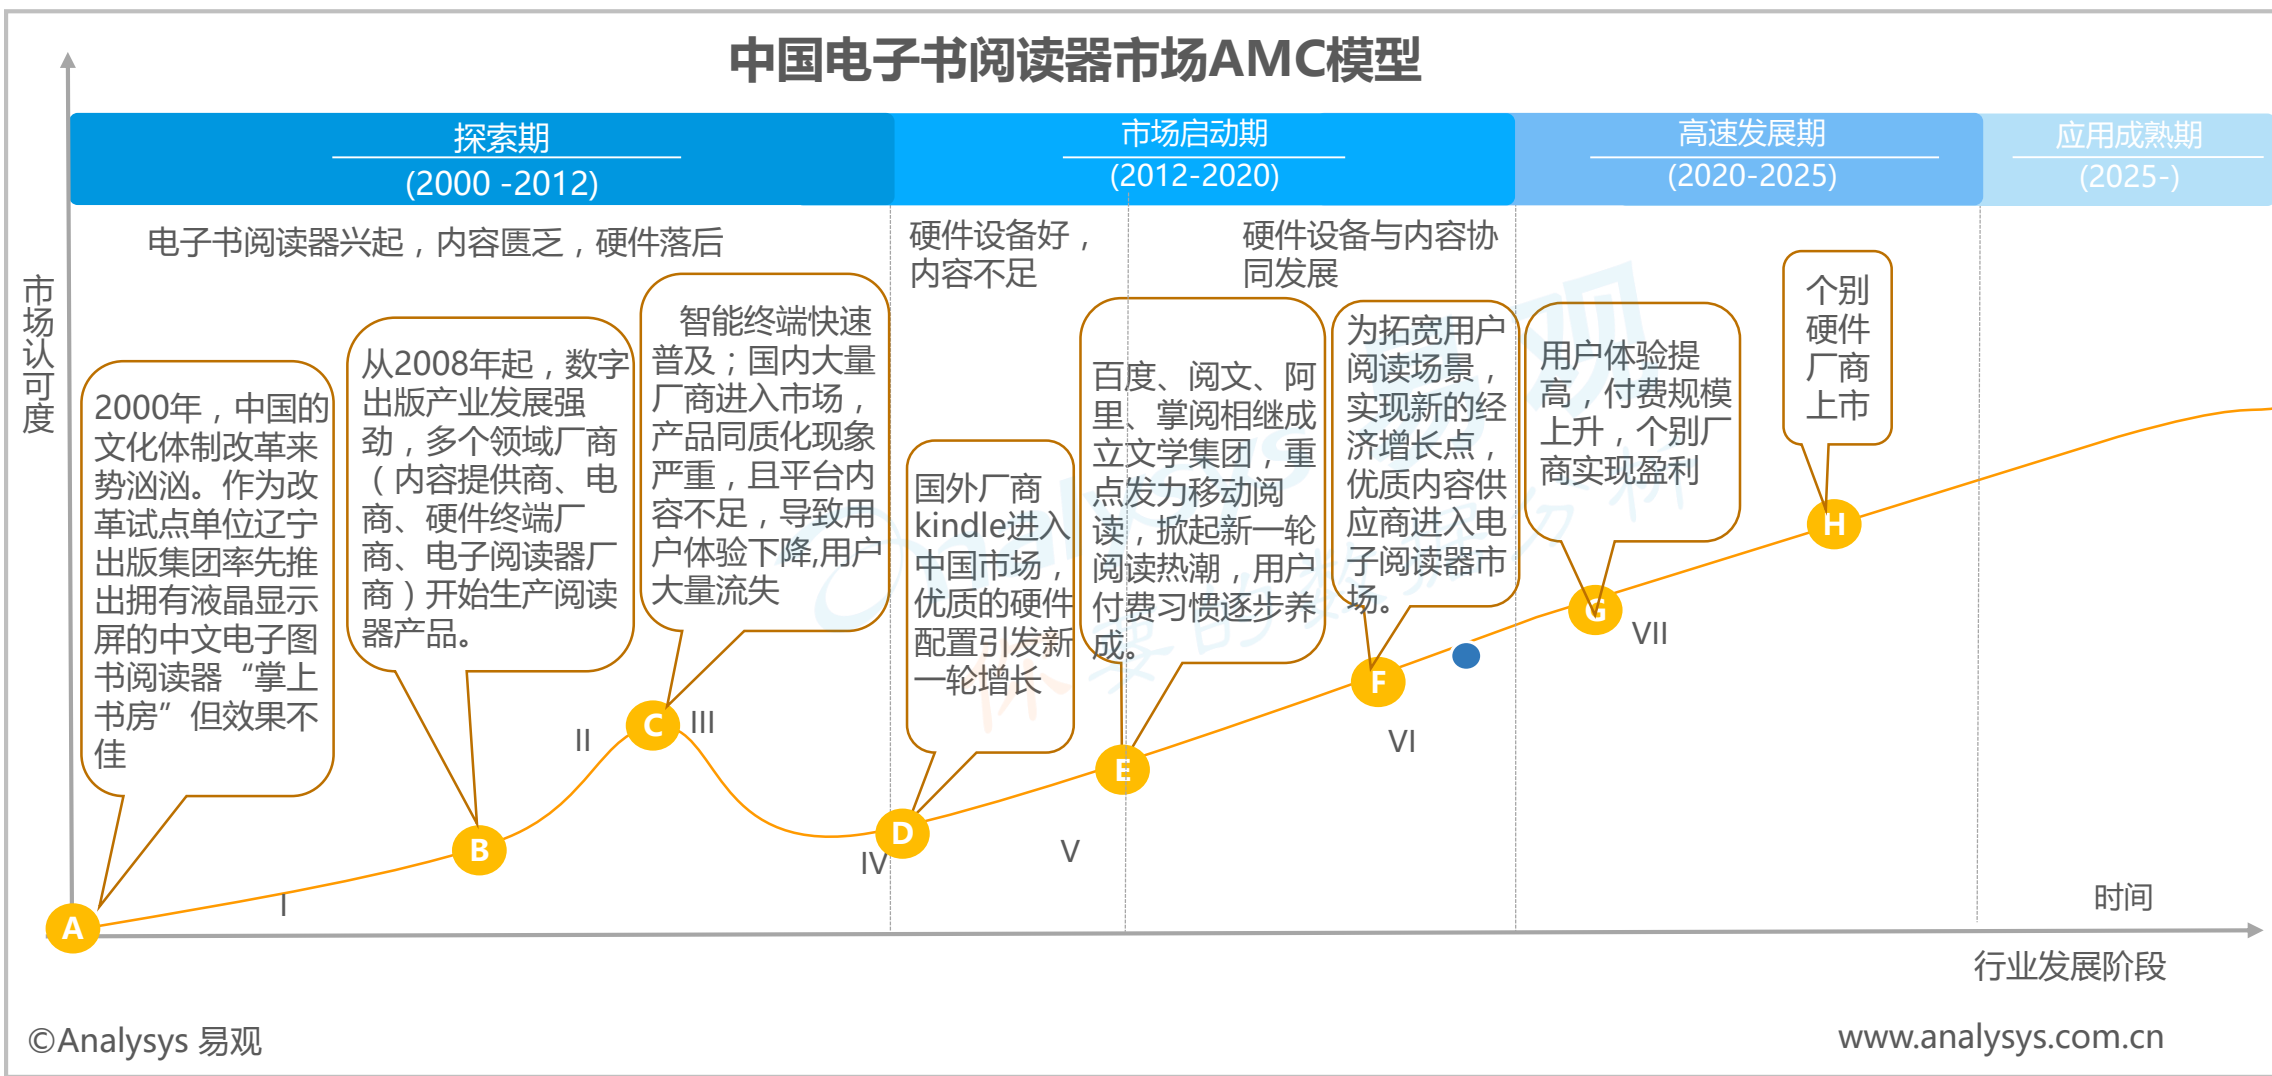 中国电子书阅读器市场AMC模型
探索期
(2000 -2012)
市场启动期
(2012-2020)
高速发展期
(2020-2025)
应用成熟期
(2025-)
电子书阅读器兴起，内容匮乏，硬件落后
硬件设备好，
内容不足
硬件设备与内容协
同发展
市场认可度
2000年，中国的
文化体制改革来
势汹汹。作为改
革试点单位辽宁
出版集团率先推
出拥有液晶显示
屏的中文电子图
书阅读器“掌上
书房”但效果不
佳
从2008年起，数字
出版产业发展强
劲，多个领域厂商
（内容提供商、电
商、硬件终端厂
商、电子阅读器厂
商）开始生产阅读
器产品。
智能终端快速
普及；国内大量
厂商进入市场，
产品同质化现象
严重，且平台内
容不足，导致用
户体验下降,用户
大量流失
国外厂商
kindle进入
中国市场，
优质的硬件
配置引发新
一轮增长
百度、阅文、阿
里、掌阅相继成
立文学集团，重
点发力移动阅
读，掀起新一轮
阅读热潮，用户
付费习惯逐步养
成。
为拓宽用户
阅读场景，
实现新的经
济增长点，
优质内容供
应商进入电
子阅读器市
场。
用户体验提
高，付费规模
上升，个别厂
商实现盈利
个别
硬件
厂商
上市
A
I
B
II
C
III
IV
D
V
E
VI
F
G
VII
H
时间
行业发展阶段
Analysys 易观
你要的数据分析
©Analysys 易观
www.analysys.com.cn